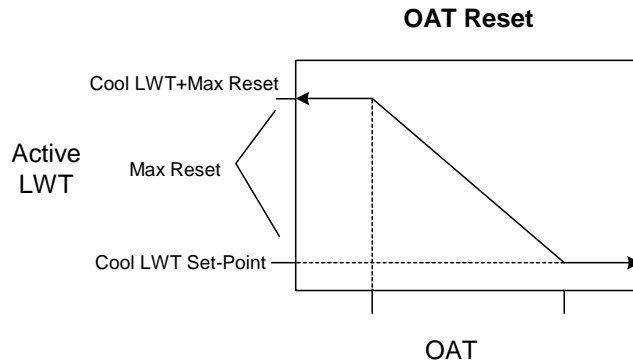 OAT Reset
Cool LWT+Max Reset
Active
LWT
Max Reset
Cool LWT Set-Point
OAT